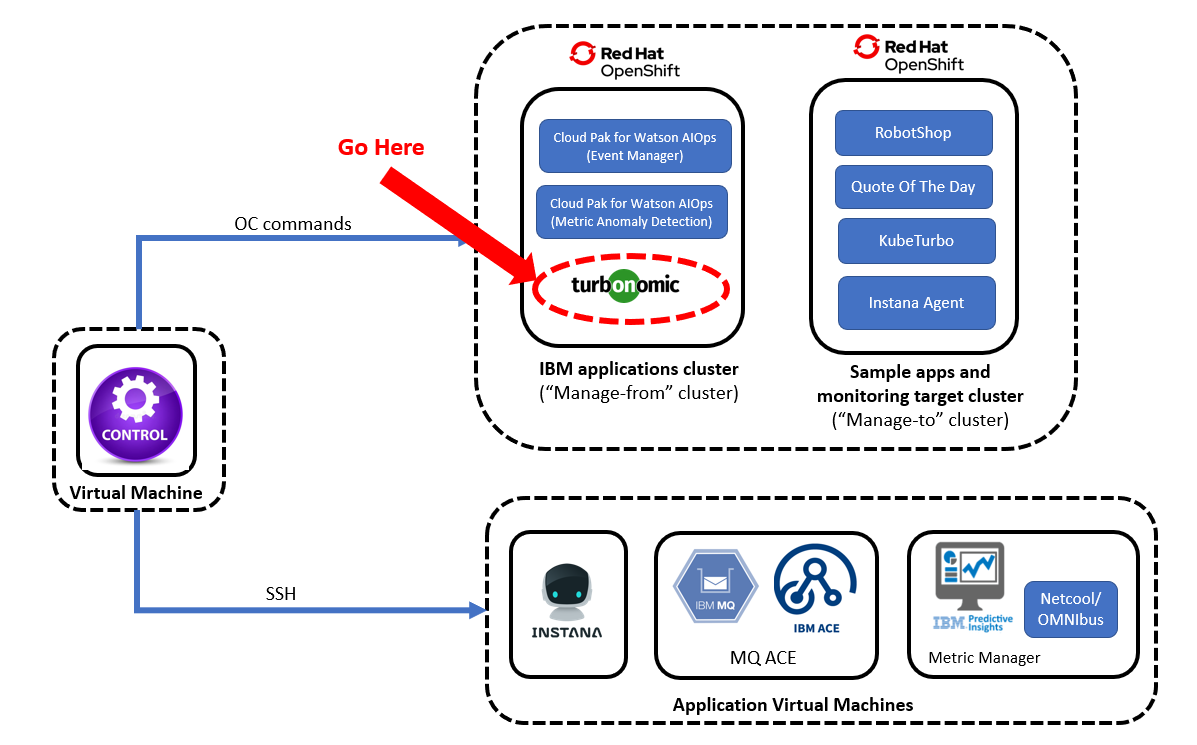 Red Hat
OpenShift
Cloud Pak for Watson AIOps
(Event Manager)
Cloud Pak for Watson AIOps
(Metric Anomaly Detection)
turbonomic
IBM applications cluster
(“Manage-from” cluster)
Red Hat
OpenShift
RobotShop
Quote Of The Day
KubeTurbo
Instana Agent
Sample apps and
monitoring target cluster
(“Manage-to” cluster)
Go Here
OC commands
CONTROL
Virtual Machine
SSH
INSTANA
IBM MQ
IBM ACE
MQ ACE
IBM Predictive
Insights
Netcool/
OMNIbus
Metric Manager
Application Virtual Machines